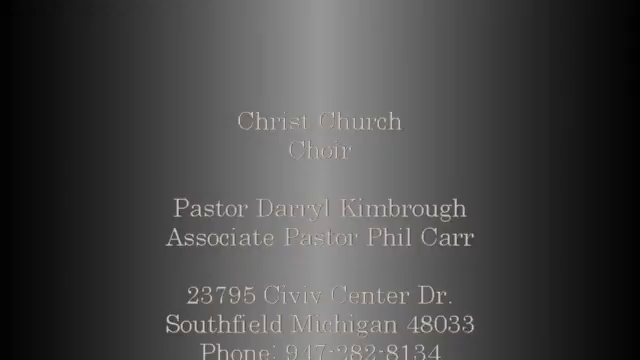 Christ Church
Choir
Pastor Darryl Kimbrough
Associate Pastor Phil Carr
23795 Civiv Center Dr.
Southfield Michigan 48033
Phone: 947-282-8134